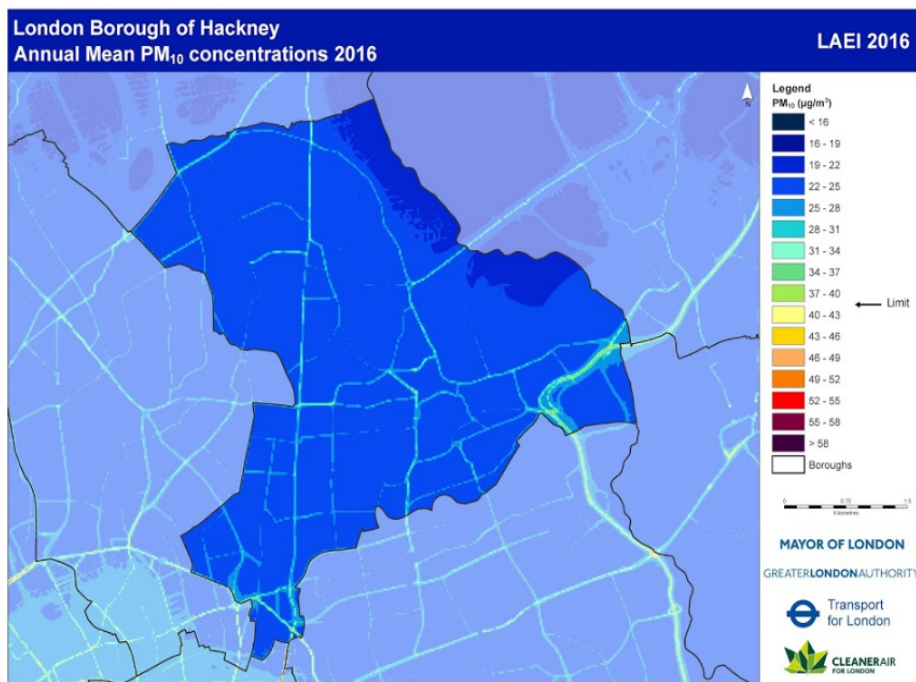 London Borough of Hackney
Annual Mean PM₁₀ concentrations 2016
LAEI 2016
N
Legend
PM₁₀ (µg/m³)
< 16
16 - 19
19 - 22
22 - 25
25 - 28
28 - 31
31 - 34
34 - 37
37 - 40
Limit
40 - 43
43 - 46
46 - 49
49 - 52
52 - 55
55 - 58
> 58
Boroughs
0
Kilometres
MAYOR OF LONDON
GREATERLONDONAUTHORITY
Transport
for London
CLEANERAIR
FOR LONDON